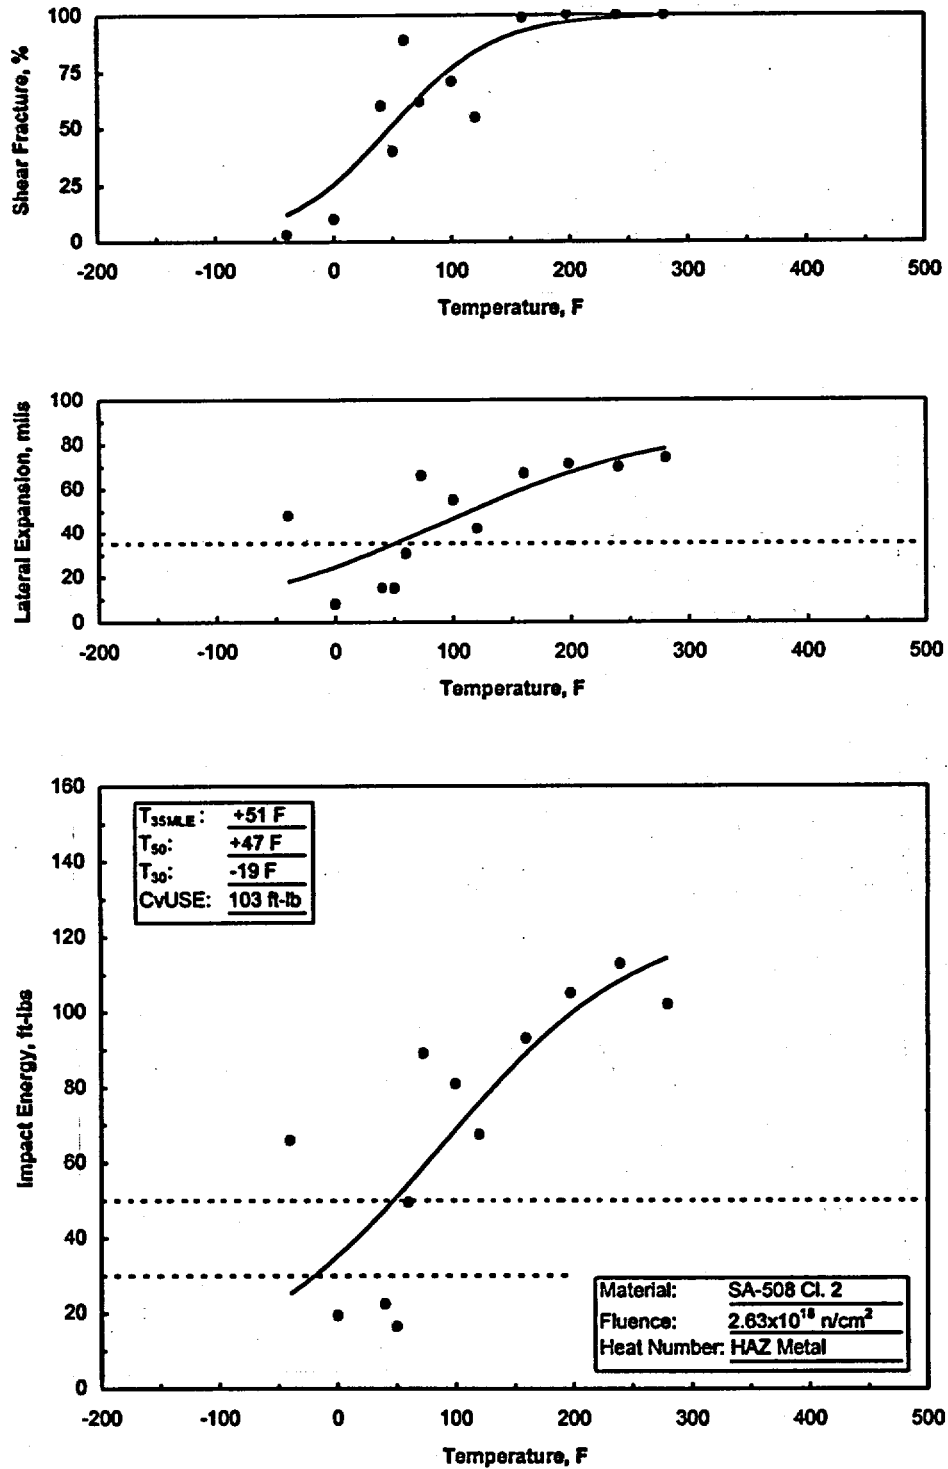 100
75
50
25
0
Shear Fracture, %
-200 -100 0 100 200 300 400 500
Temperature, F
100
80
60
40
20
0
Lateral Expansion, mils
-200 -100 0 100 200 300 400 500
Temperature, F
160
140
120
100
80
60
40
20
0
Impact Energy, ft-lbs
T35MLE: +51 F
T50: +47 F
T30: -19 F
CvUSE: 103 ft-lb
Material: SA-508 Cl. 2
Fluence: 2.63x10^18 n/cm²
Heat Number: HAZ Metal
-200 -100 0 100 200 300 400 500
Temperature, F